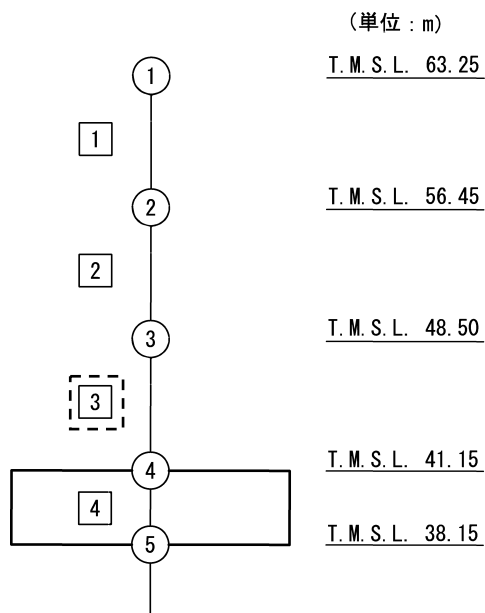 (単位:m)
① T.M.S.L. 63.25
1
② T.M.S.L. 56.45
2
③ T.M.S.L. 48.50
3
④ T.M.S.L. 41.15
4
⑤ T.M.S.L. 38.15